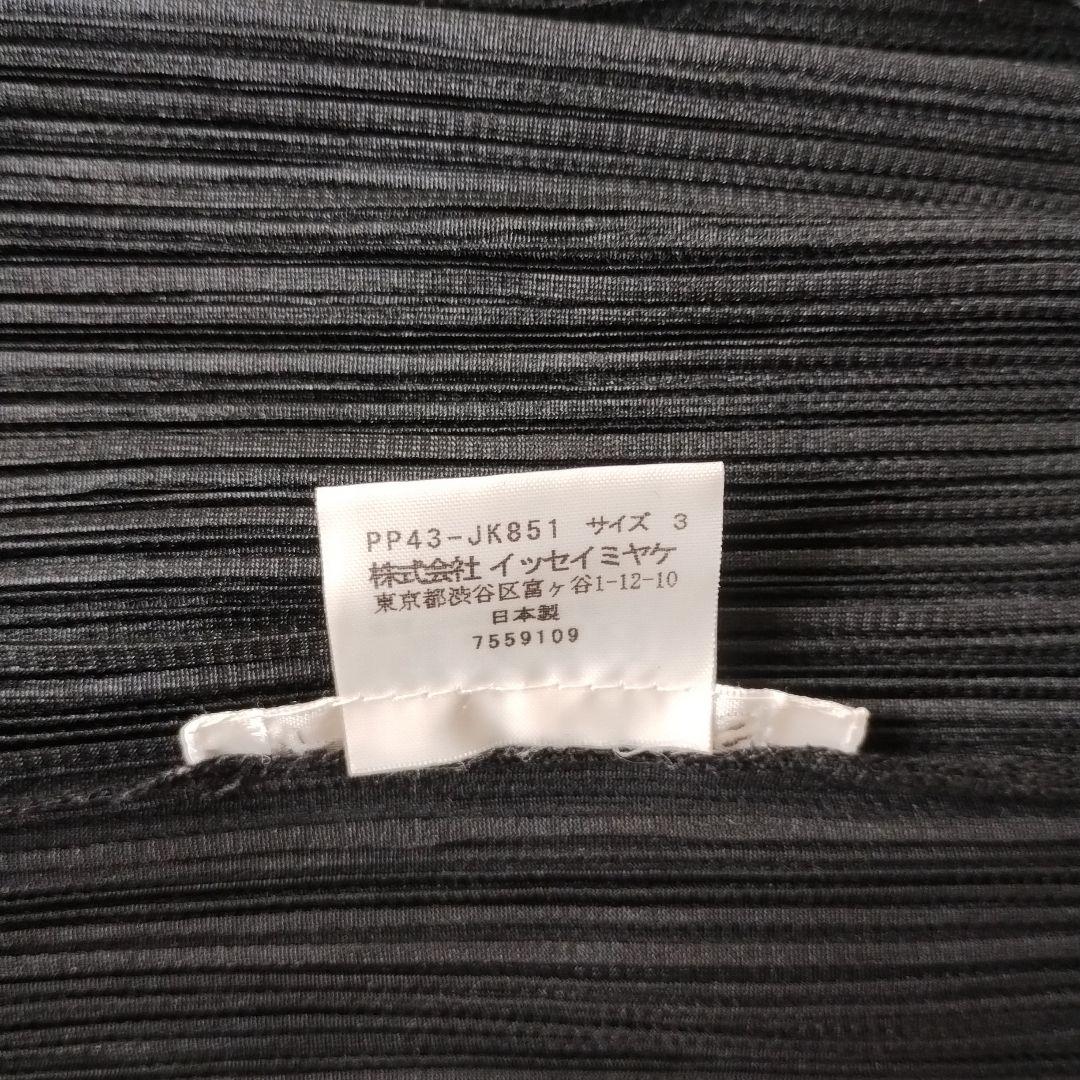 PP43-JK851 サイズ 3
株式会社 イッセイミヤケ
東京都渋谷区富ヶ谷1-12-10
日本製
7559109